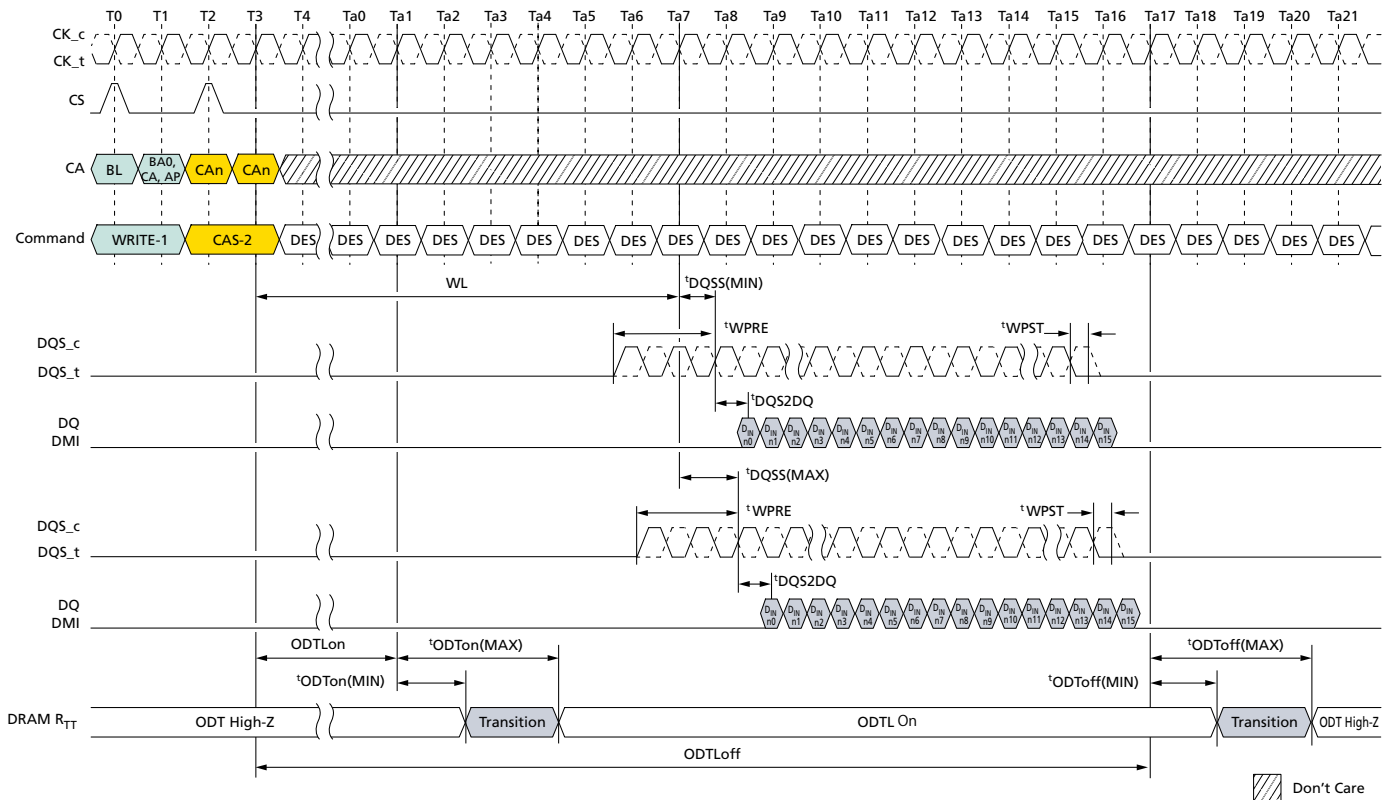 T0 T1 T2 T3 T4 Ta0 Ta1 Ta2 Ta3 Ta4 Ta5 Ta6 Ta7 Ta8 Ta9 Ta10 Ta11 Ta12 Ta13 Ta14 Ta15 Ta16 Ta17 Ta18 Ta19 Ta20 Ta21
CK_c
CK_t
CS
CA BL BA0, CA, AP CAn CAn
Command WRITE-1 CAS-2 DES DES DES DES DES DES DES DES DES DES DES DES DES DES DES DES DES DES DES DES DES DES DES
WL tDQSS(MIN)
tWPRE tWPST
DQS_c
DQS_t
tDQS2DQ
DQ
DMI
DIN n0 DIN n1 DIN n2 DIN n3 DIN n4 DIN n5 DIN n6 DIN n7 DIN n8 DIN n9 DIN n10 DIN n11 DIN n12 DIN n13 DIN n14 DIN n15
tDQSS(MAX)
tWPRE tWPST
DQS_c
DQS_t
tDQS2DQ
DQ
DMI
DIN n0 DIN n1 DIN n2 DIN n3 DIN n4 DIN n5 DIN n6 DIN n7 DIN n8 DIN n9 DIN n10 DIN n11 DIN n12 DIN n13 DIN n14 DIN n15
ODTLon tODTon(MAX) tODToff(MAX)
tODTon(MIN) tODToff(MIN)
DRAM RTT ODT High-Z Transition ODTL On Transition ODT High-Z
ODTLoff
Don't Care